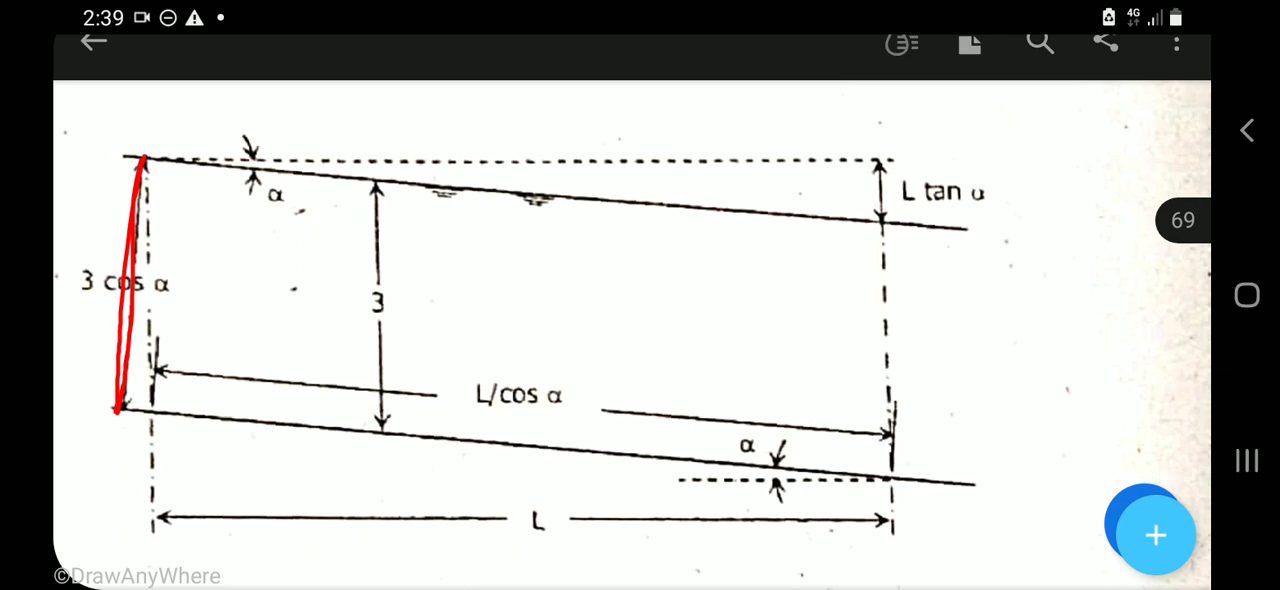 2:39
4G
L tan α
α
69
3 cos α
3
L/cos α
α
L
+
©DrawAnyWhere